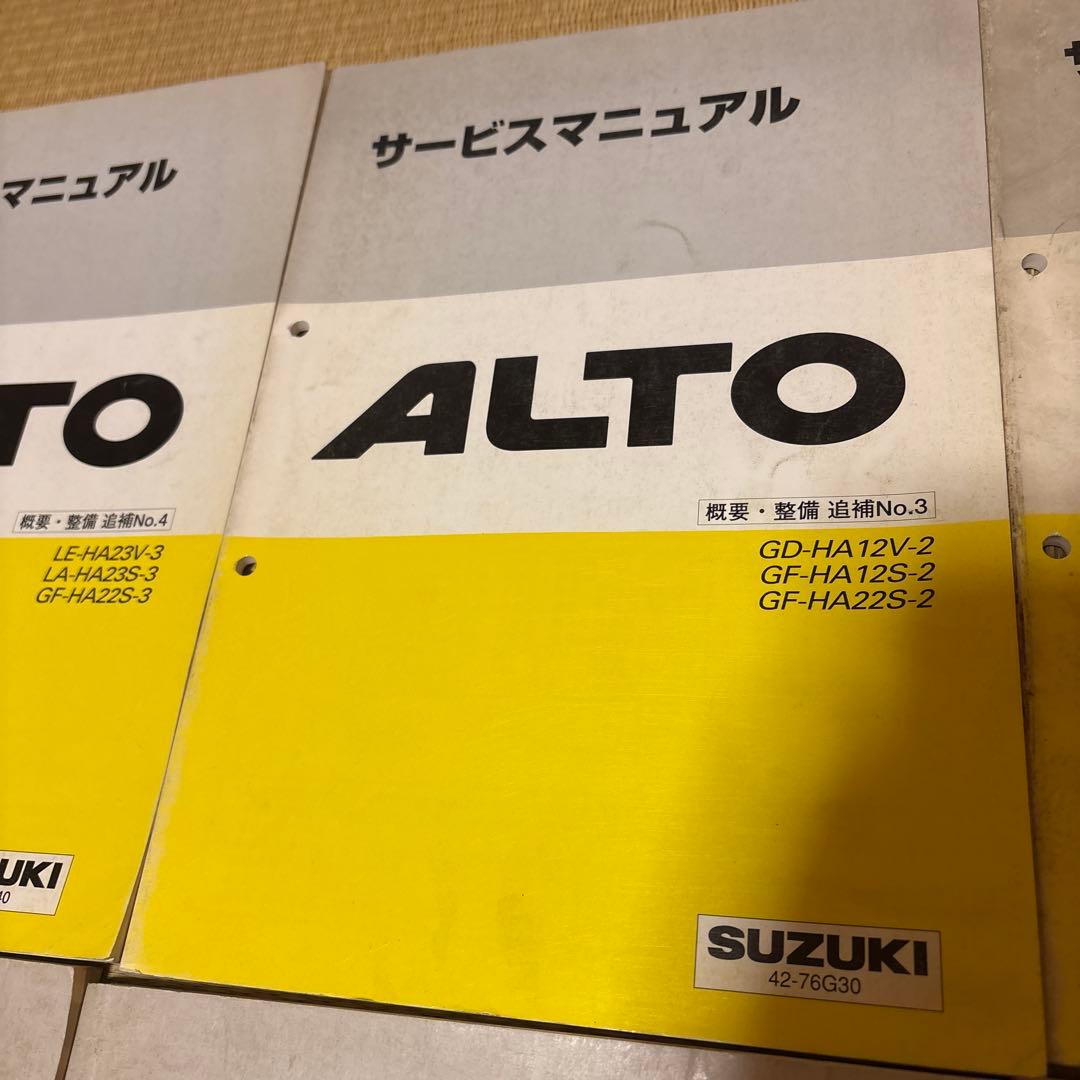 マニュアル
TO
概要・整備 追補No.4
LE-HA23V-3
LA-HA23S-3
GF-HA22S-3
UKI
40
サービスマニュアル
ALTO
概要・整備 追補No.3
GD-HA12V-2
GF-HA12S-2
GF-HA22S-2
SUZUKI
42-76G30